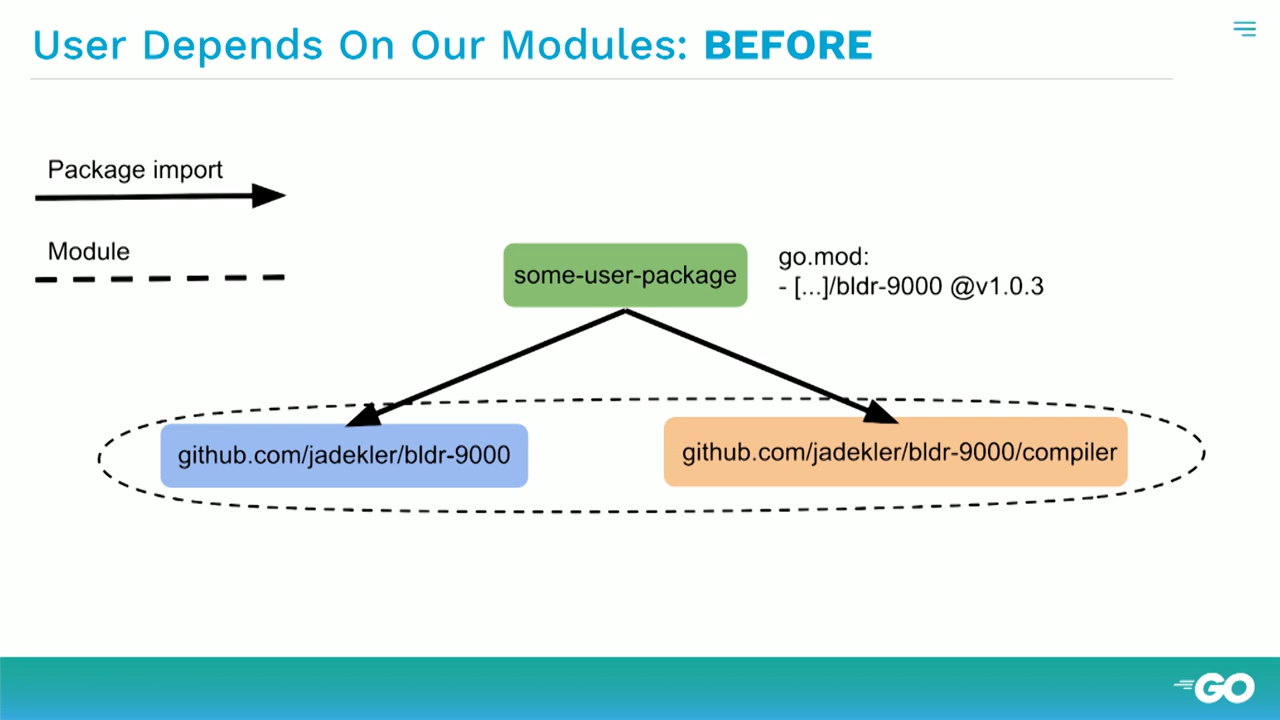 User Depends On Our Modules: BEFORE
Package import
Module
some-user-package
go.mod:
- [...]/bldr-9000 @v1.0.3
github.com/jadekler/bldr-9000
github.com/jadekler/bldr-9000/compiler
GO